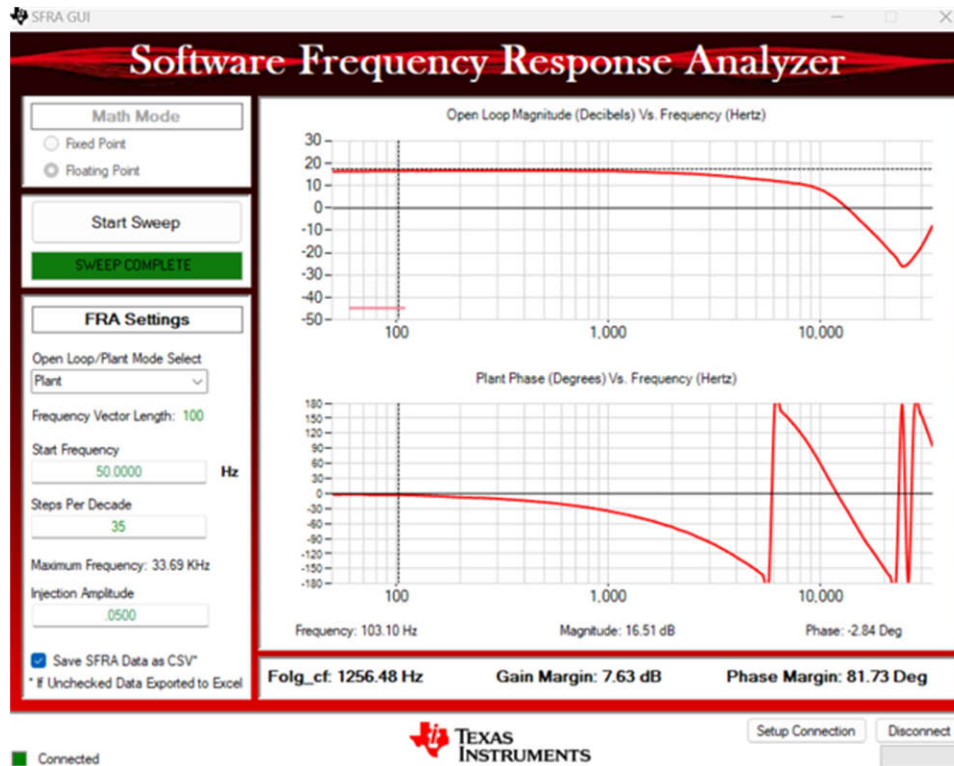 SFRA GUI
Software Frequency Response Analyzer
Math Mode
Fixed Point
Floating Point
Start Sweep
SWEEP COMPLETE
FRA Settings
Open Loop/Plant Mode Select
Plant
Frequency Vector Length: 100
Start Frequency
50.0000 Hz
Steps Per Decade
35
Maximum Frequency: 33.69 KHz
Injection Amplitude
.0500
Save SFRA Data as CSV*
* If Unchecked Data Exported to Excel
Open Loop Magnitude (Decibels) Vs. Frequency (Hertz)
30
20
10
0
-10
-20
-30
-40
-50
100 1,000 10,000
Plant Phase (Degrees) Vs. Frequency (Hertz)
180
150
120
90
60
30
0
-30
-60
-90
-120
-150
-180
100 1,000 10,000
Frequency: 103.10 Hz Magnitude: 16.51 dB Phase: -2.84 Deg
Folg_cf: 1256.48 Hz Gain Margin: 7.63 dB Phase Margin: 81.73 Deg
TEXAS
INSTRUMENTS
Setup Connection Disconnect
Connected